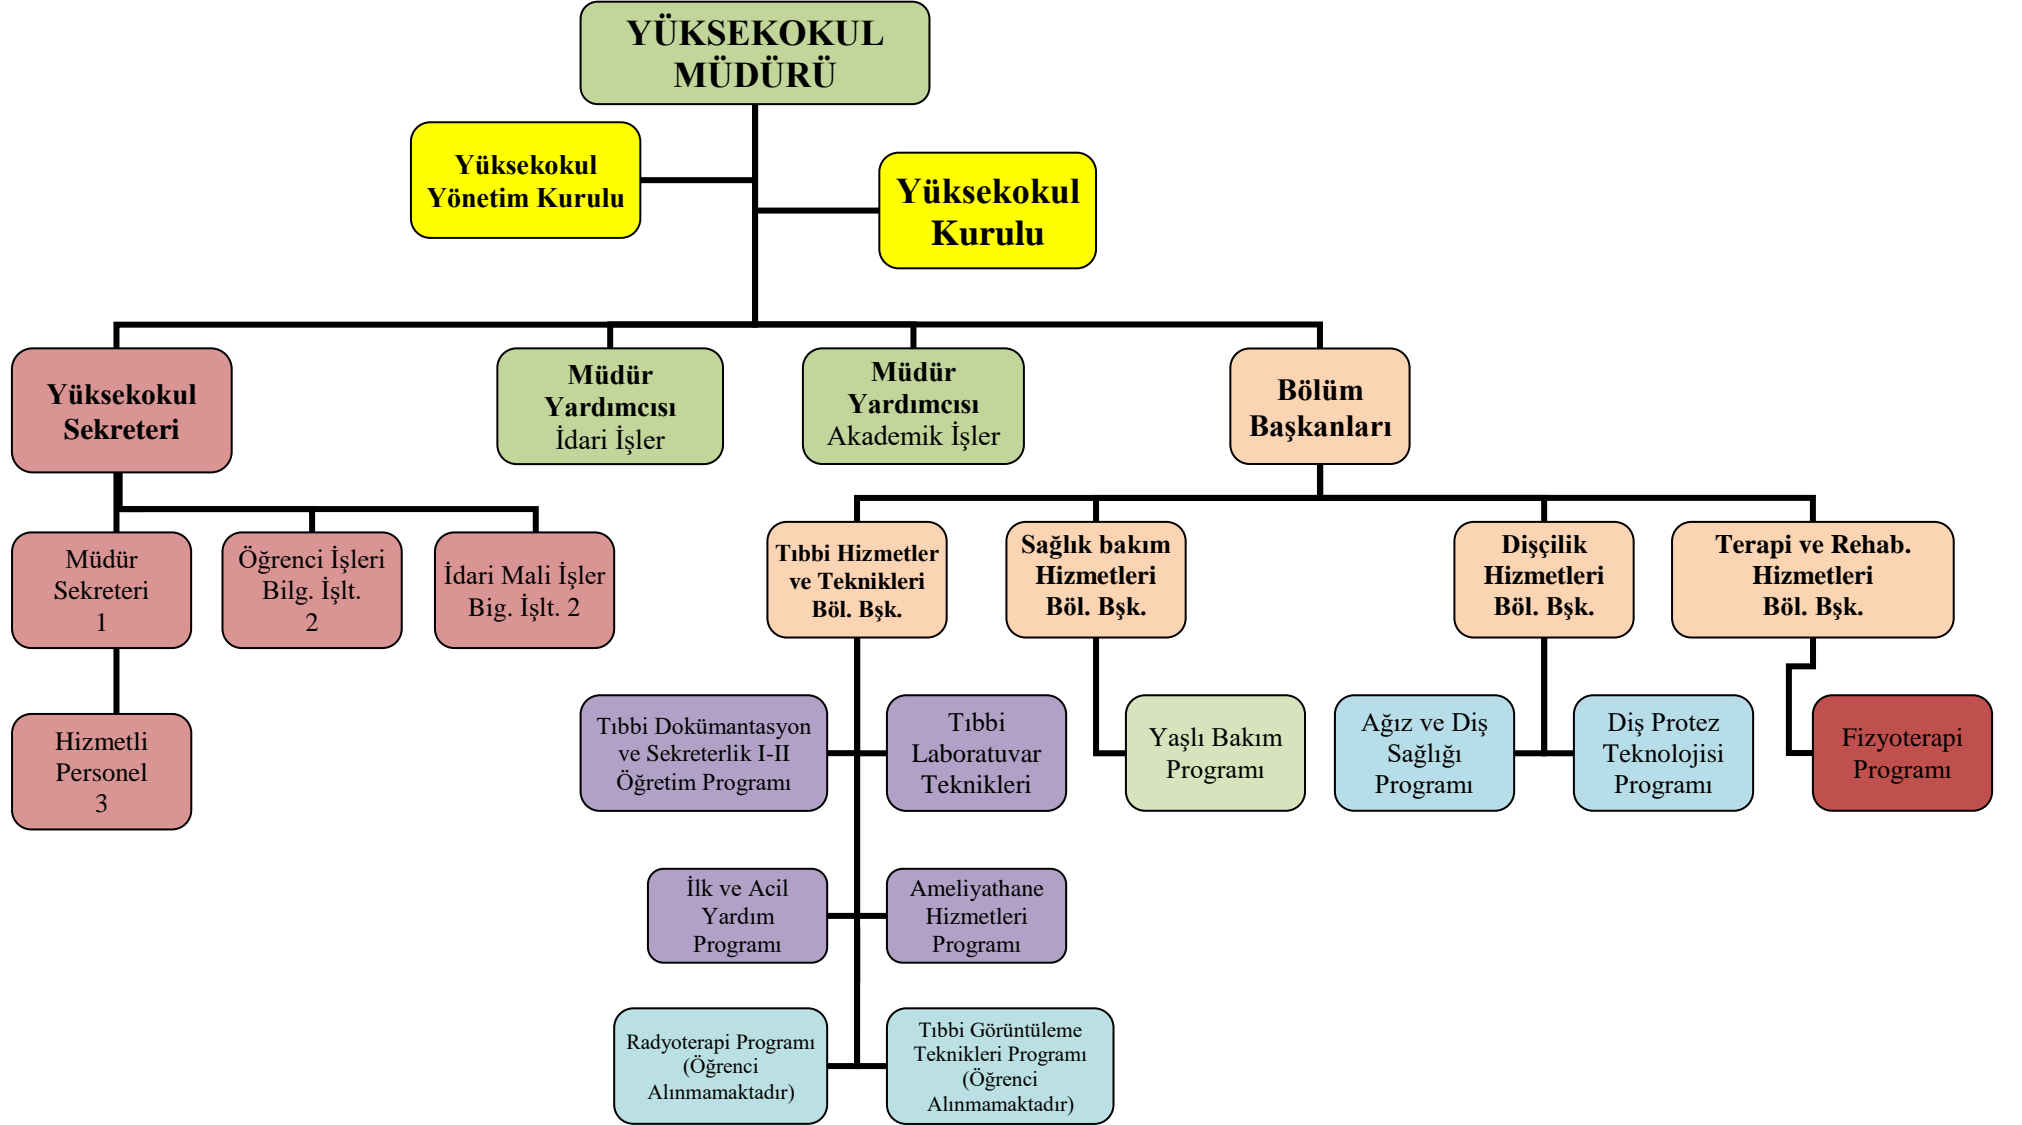 YÜKSEKOKUL
MÜDÜRÜ
Yüksekokul
Yönetim Kurulu
Yüksekokul
Kurulu
Yüksekokul
Sekreteri
Müdür
Yardımcısı
İdari İşler
Müdür
Yardımcısı
Akademik İşler
Bölüm
Başkanları
Müdür
Sekreteri
1
Öğrenci İşleri
Bilg. İşlt.
2
İdari Mali İşler
Big. İşlt. 2
Tıbbi Hizmetler
ve Teknikleri
Böl. Bşk.
Sağlık bakım
Hizmetleri
Böl. Bşk.
Dişçilik
Hizmetleri
Böl. Bşk.
Terapi ve Rehab.
Hizmetleri
Böl. Bşk.
Hizmetli
Personel
3
Tıbbi Dokümantasyon
ve Sekreterlik I-II
Öğretim Programı
Tıbbi
Laboratuvar
Teknikleri
Yaşlı Bakım
Programı
Ağız ve Diş
Sağlığı
Programı
Diş Protez
Teknolojisi
Programı
Fizyoterapi
Programı
İlk ve Acil
Yardım
Programı
Ameliyathane
Hizmetleri
Programı
Radyoterapi Programı
(Öğrenci
Alınmamaktadır)
Tıbbi Görüntüleme
Teknikleri Programı
(Öğrenci
Alınmamaktadır)